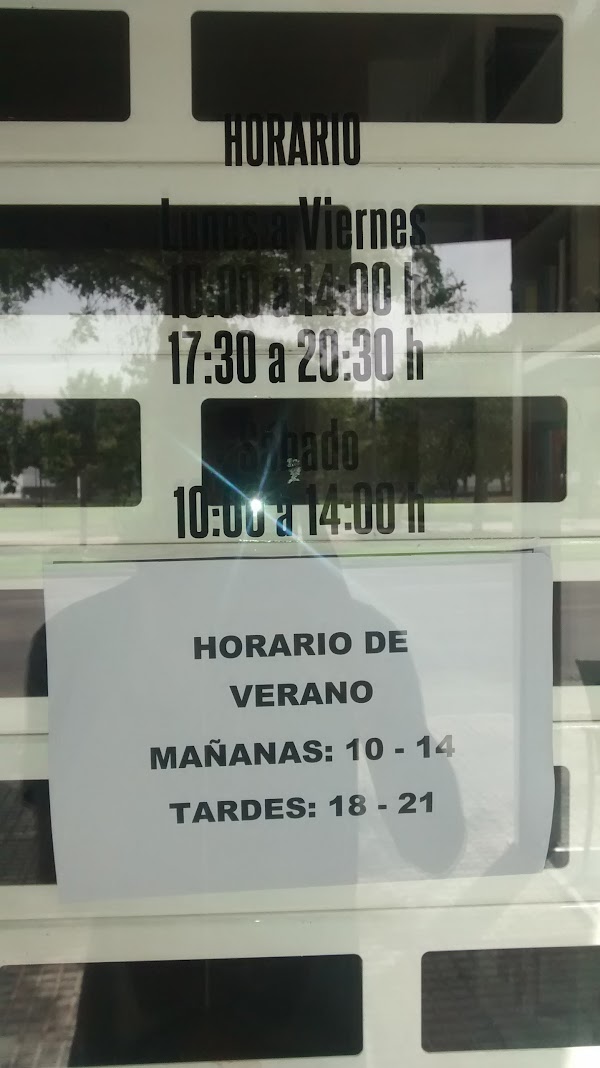 HORARIO
Lunes a Viernes
10:00 a 14:00 h
17:30 a 20:30 h
Sábado
10:00 a 14:00 h
HORARIO DE
VERANO
MAÑANAS: 10 - 14
TARDES: 18 - 21